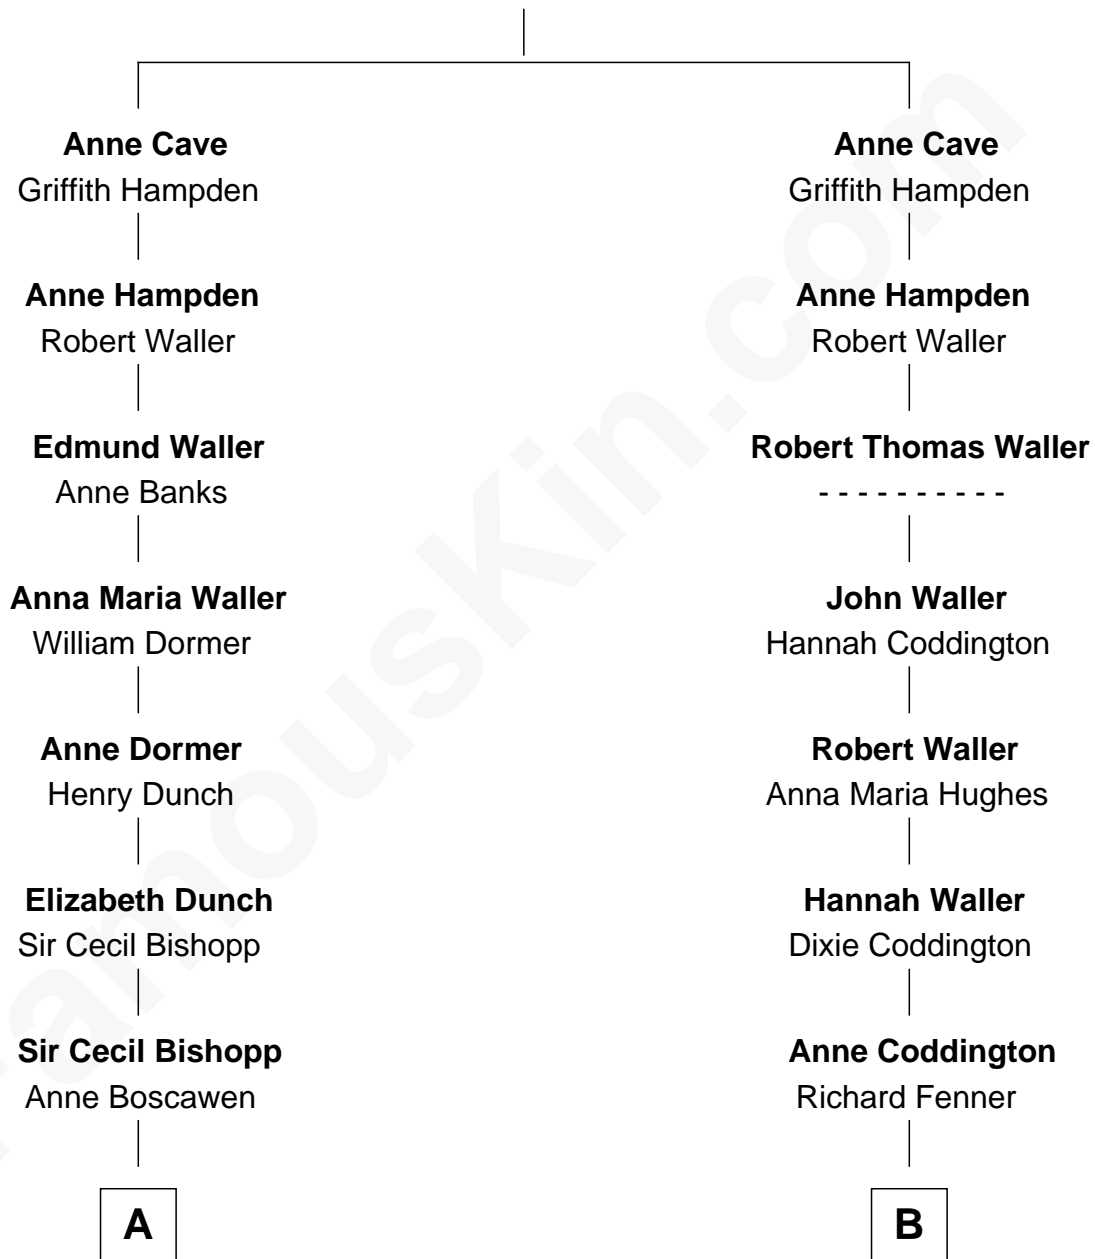 Anne Cave
Griffith Hampden
Anne Hampden
Robert Waller
Edmund Waller
Anne Banks
Anna Maria Waller
William Dormer
Anne Dormer
Henry Dunch
Elizabeth Dunch
Sir Cecil Bishopp
Sir Cecil Bishopp
Anne Boscawen
A
Anne Cave
Griffith Hampden
Anne Hampden
Robert Waller
Robert Thomas Waller
- - - - - - - - - -
John Waller
Hannah Coddington
Robert Waller
Anna Maria Hughes
Hannah Waller
Dixie Coddington
Anne Coddington
Richard Fenner
B
FamousKin.com